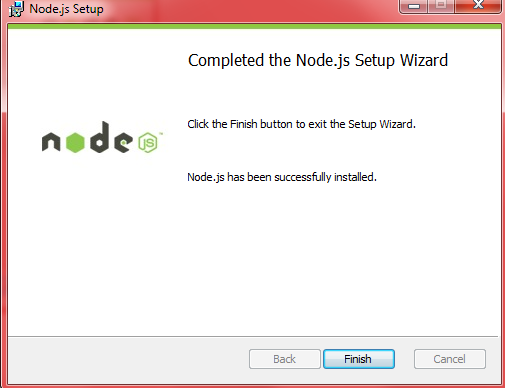 Node.js Setup
Completed the Node.js Setup Wizard
Click the Finish button to exit the Setup Wizard.
node JS™
Node.js has been successfully installed.
Back Finish Cancel